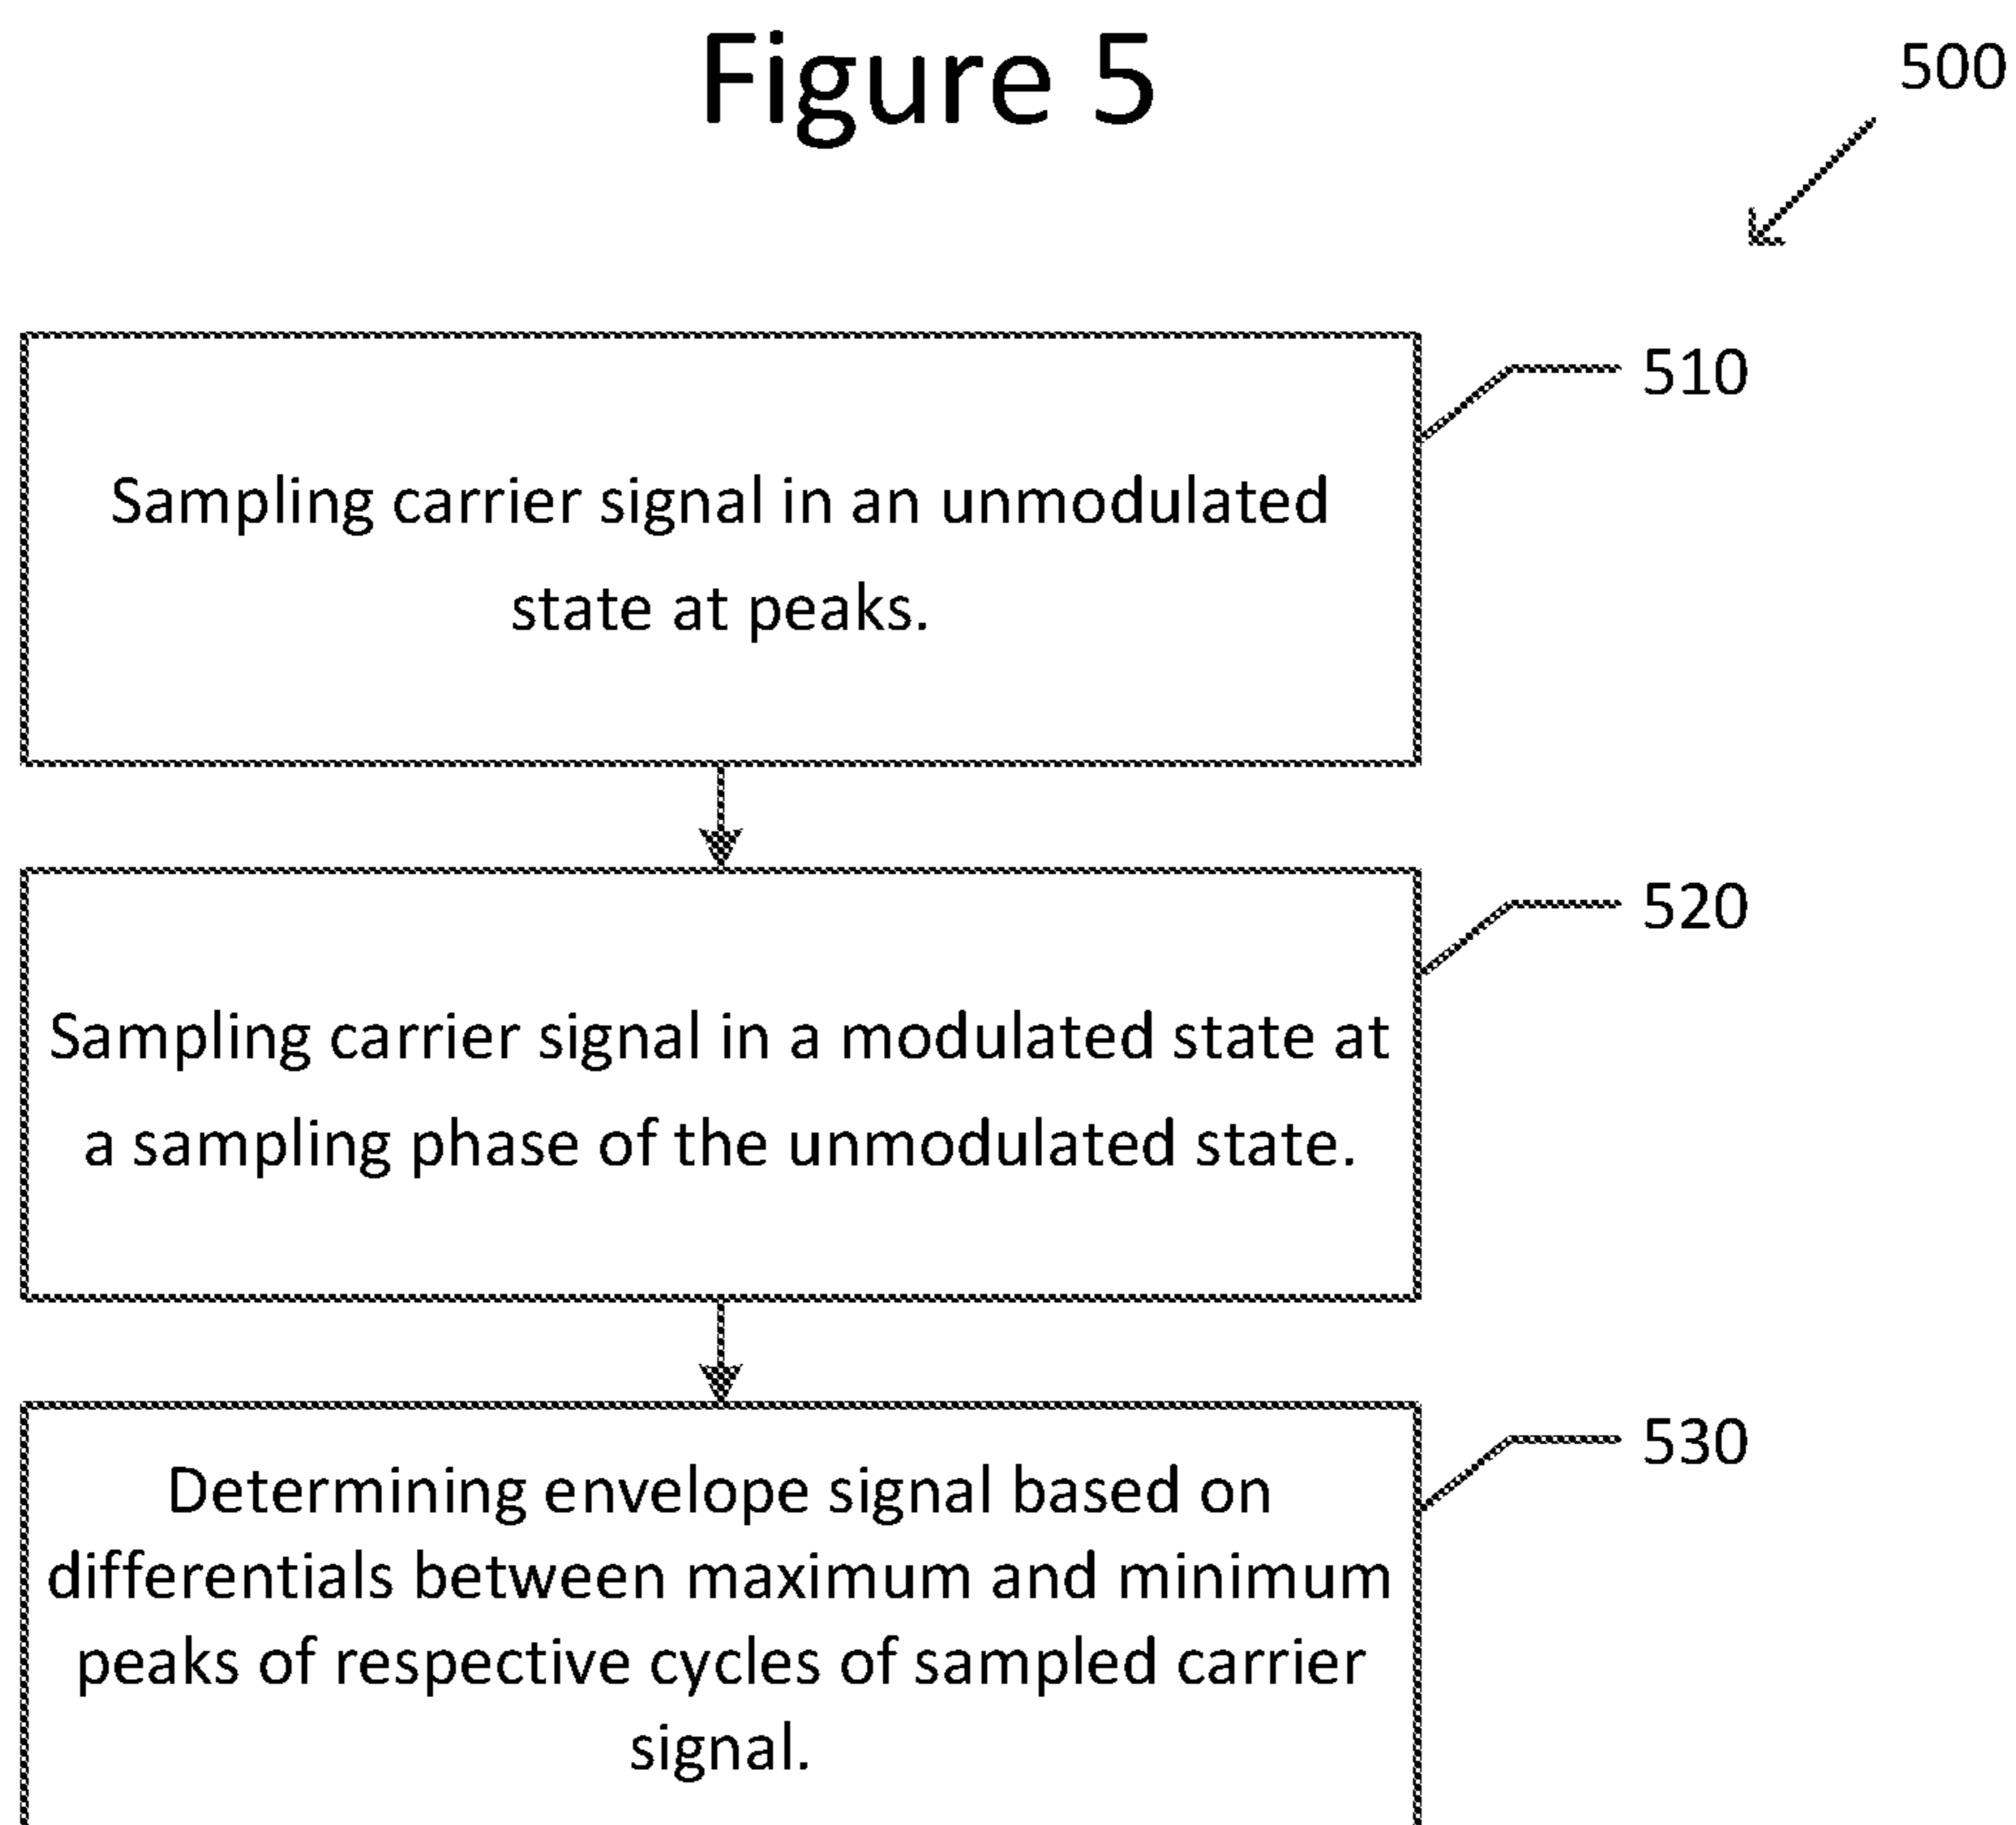 Figure 5
500
510
Sampling carrier signal in an unmodulated
state at peaks.
520
Sampling carrier signal in a modulated state at
a sampling phase of the unmodulated state.
530
Determining envelope signal based on
differentials between maximum and minimum
peaks of respective cycles of sampled carrier
signal.